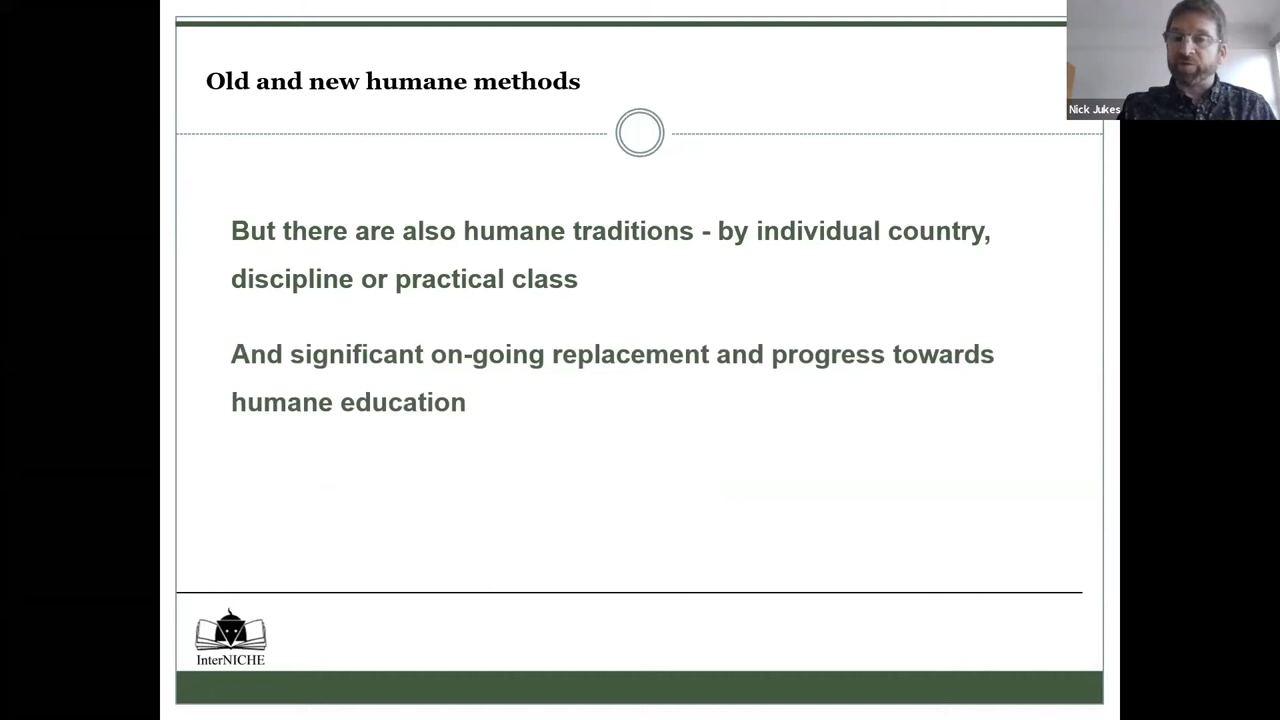 Old and new humane methods
Nick Jukes
But there are also humane traditions - by individual country,
discipline or practical class
And significant on-going replacement and progress towards
humane education
InterNICHE